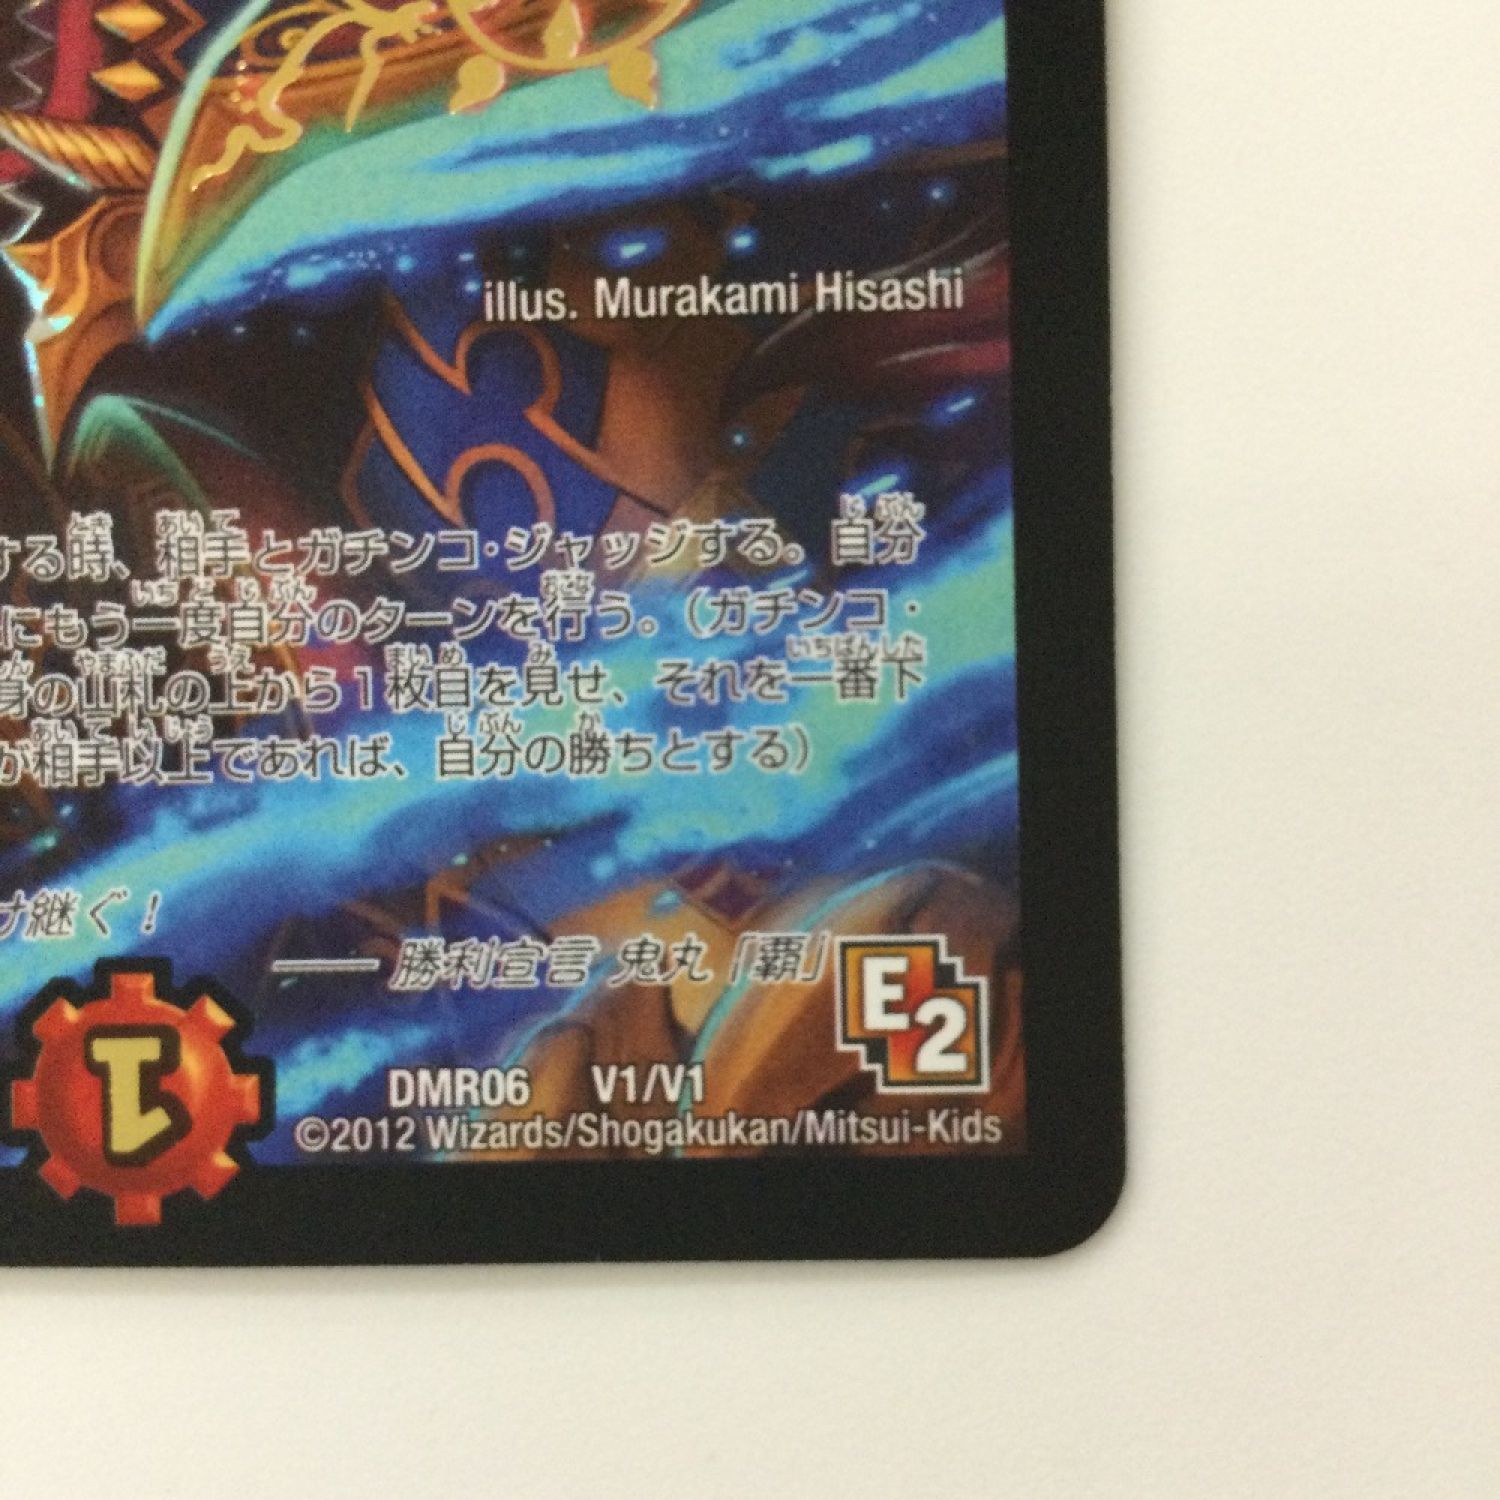 illus. Murakami Hisashi
する時、相手とガチンコ・ジャッジする。自分
にもう一度自分のターンを行う。（ガチンコ・
身の山札の上から1枚目を見せ、それを一番下
が相手以上であれば、自分の勝ちとする）
け継ぐ！
── 勝利宣言 鬼丸「覇」
E2
1
DMR06 V1/V1
©2012 Wizards/Shogakukan/Mitsui-Kids